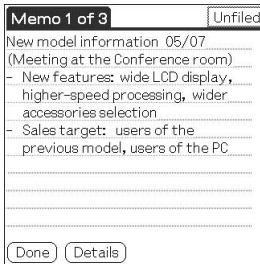 Memo 1 of 3 Unfiled
New model information 05/07
(Meeting at the Conference room)
- New features: wide LCD display,
higher-speed processing, wider
accessories selection
- Sales target: users of the
previous model, users of the PC
Done Details